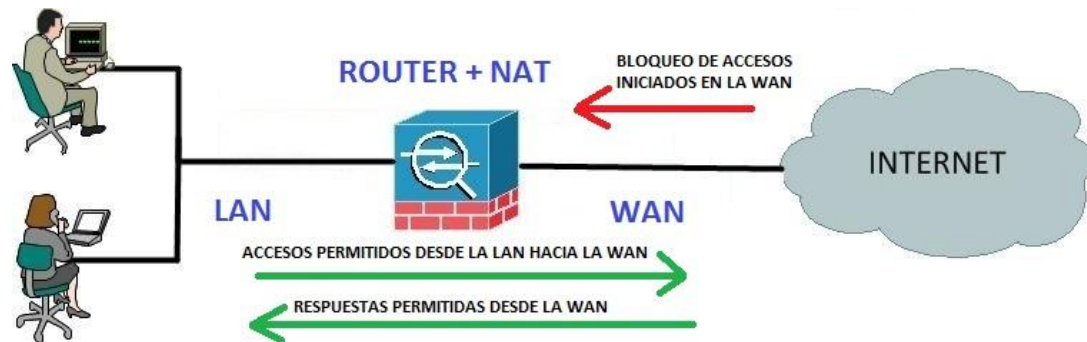 BLOQUEO DE ACCESOS
INICIADOS EN LA WAN
ROUTER + NAT
INTERNET
LAN
WAN
ACCESOS PERMITIDOS DESDE LA LAN HACIA LA WAN
RESPUESTAS PERMITIDAS DESDE LA WAN